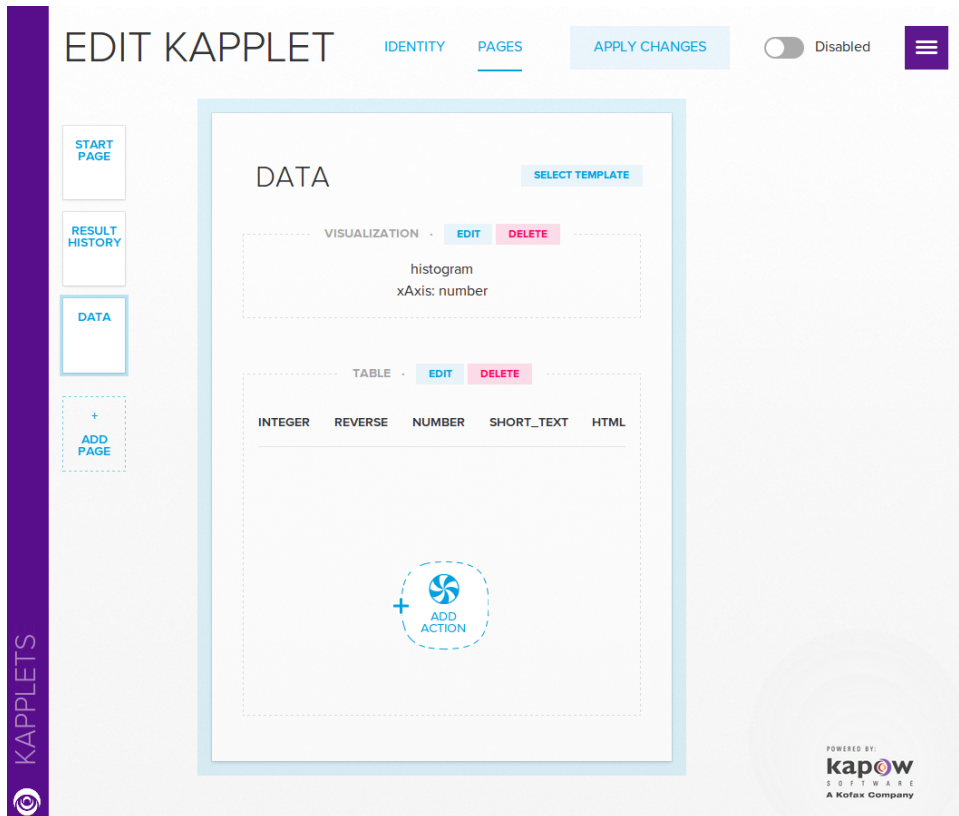 EDIT KAPPLET
IDENTITY
PAGES
APPLY CHANGES
Disabled
START
PAGE
RESULT
HISTORY
DATA
+
ADD
PAGE
DATA
SELECT TEMPLATE
VISUALIZATION · EDIT DELETE
histogram
xAxis: number
TABLE · EDIT DELETE
INTEGER REVERSE NUMBER SHORT_TEXT HTML
+
ADD
ACTION
KAPPLETS
POWERED BY:
kapow
SOFTWARE
A Kofax Company